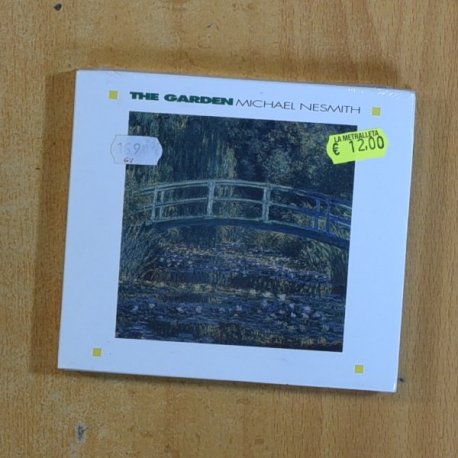 THE GARDEN MICHAEL NESMITH
LA METRALLETA
€ 12,00